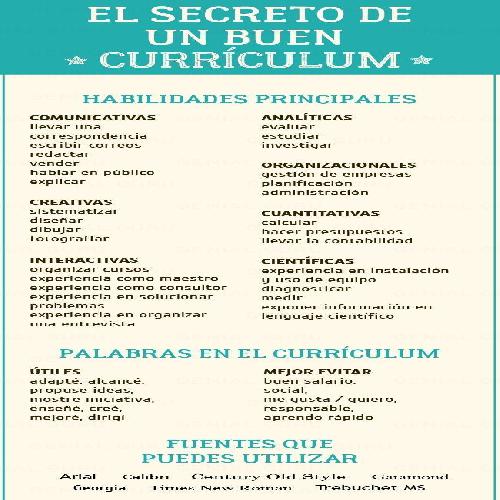 EL SECRETO DE
UN BUEN
CURRÍCULUM
HABILIDADES PRINCIPALES
COMUNICATIVAS
llevar una
correspondencia
escribir correos
redactar
vender
hablar en público
explicar
CREATIVAS
sistematizar
diseñar
dibujar
fotografiar
INTERACTIVAS
organizar cursos
experiencia como maestro
experiencia como consultor
experiencia en solucionar
problemas
experiencia en organizar
una entrevista
ANALÍTICAS
evaluar
estudiar
investigar
ORGANIZACIONALES
gestión de empresas
planificación
administración
CUANTITATIVAS
calcular
hacer presupuestos
llevar la contabilidad
CIENTÍFICAS
experiencia en instalación
y uso de equipo
diagnosticar
medir
exponer información en
lenguaje científico
PALABRAS EN EL CURRÍCULUM
ÚTILES
adapté, alcancé,
propuse ideas,
mostré iniciativa,
enseñé, creé,
mejoré, dirigí
MEJOR EVITAR
buen salario,
social,
me gusta / quiero,
responsable,
aprendo rápido
FUENTES QUE
PUEDES UTILIZAR
Arial Calibri Century Old Style Garamond
Georgia Times New Roman Trebuchet MS